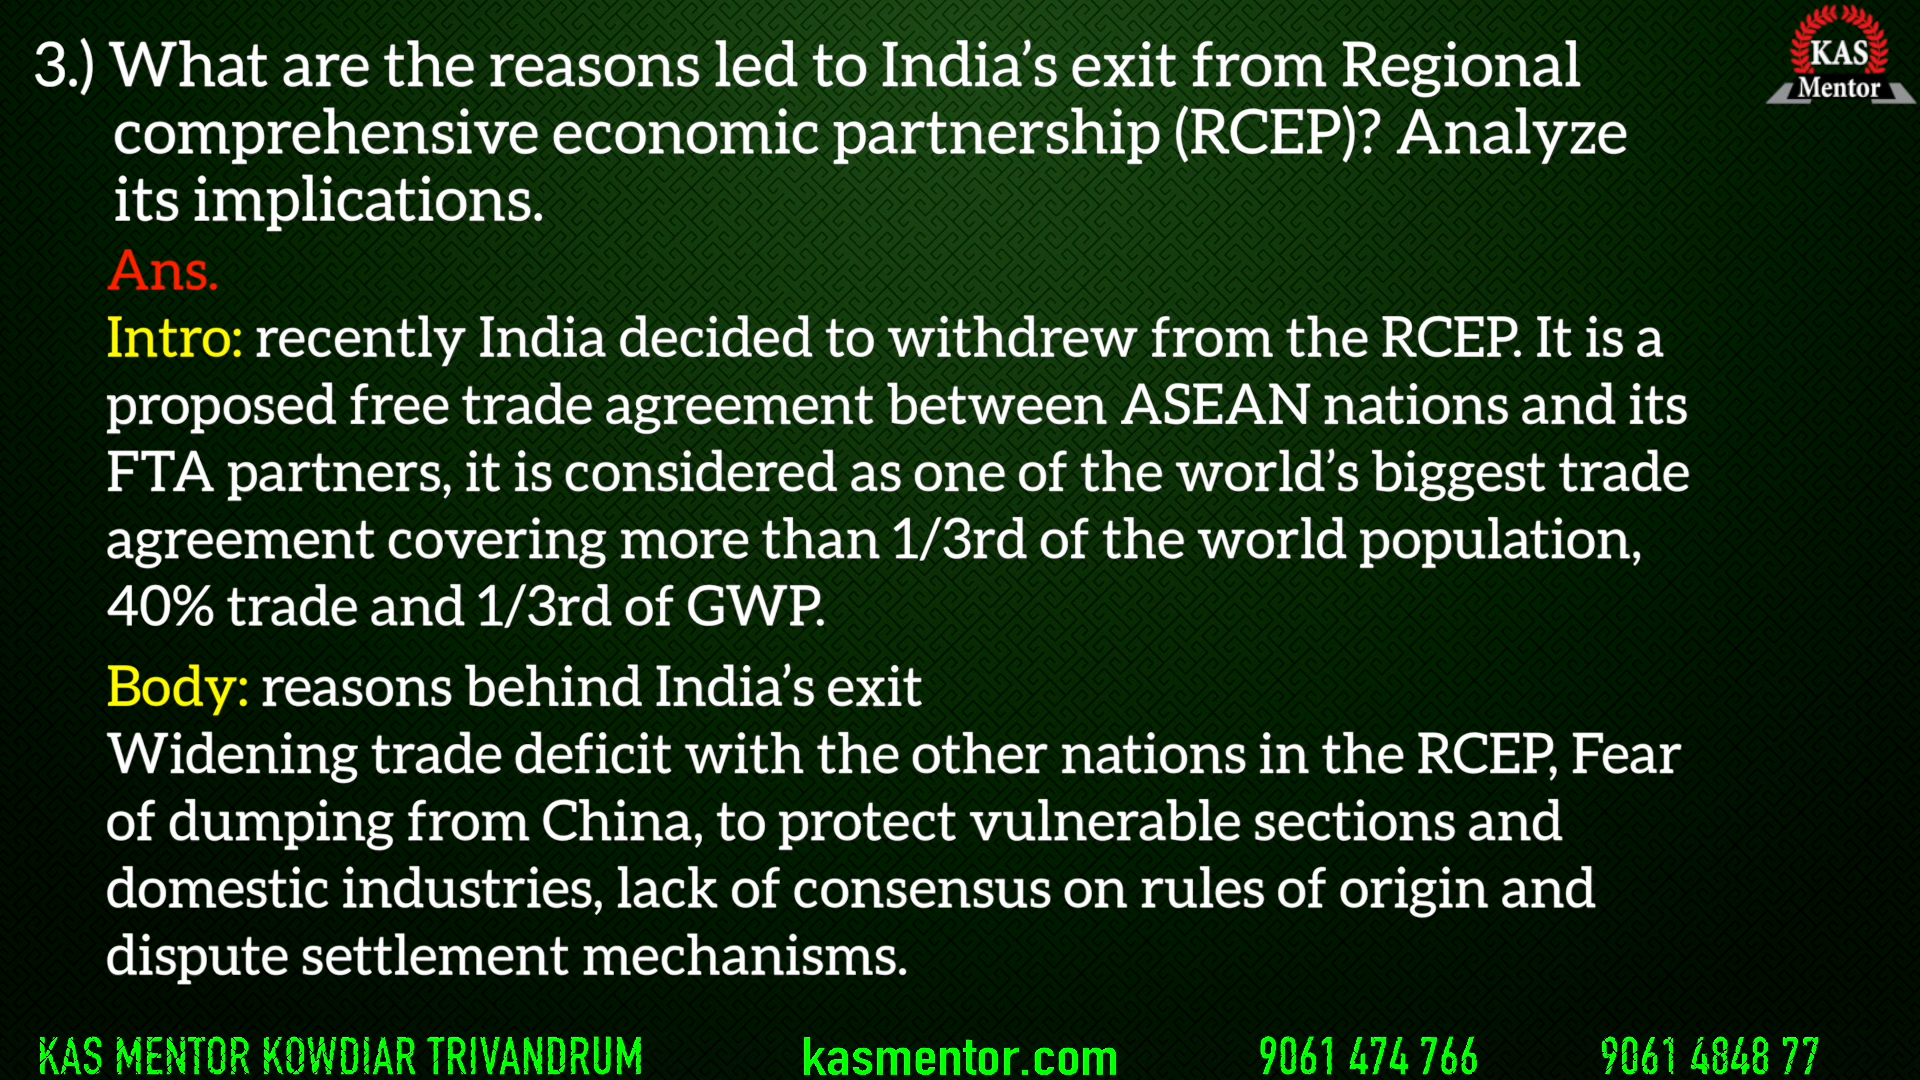 3.) What are the reasons led to India’s exit from Regional
comprehensive economic partnership (RCEP)? Analyze
its implications.
KAS
Mentor
Ans.
Intro: recently India decided to withdrew from the RCEP. It is a
proposed free trade agreement between ASEAN nations and its
FTA partners, it is considered as one of the world’s biggest trade
agreement covering more than 1/3rd of the world population,
40% trade and 1/3rd of GWP.
Body: reasons behind India’s exit
Widening trade deficit with the other nations in the RCEP, Fear
of dumping from China, to protect vulnerable sections and
domestic industries, lack of consensus on rules of origin and
dispute settlement mechanisms.
KAS MENTOR KOWDIAR TRIVANDRUM kasmentor.com 9061 474 766 9061 4848 77